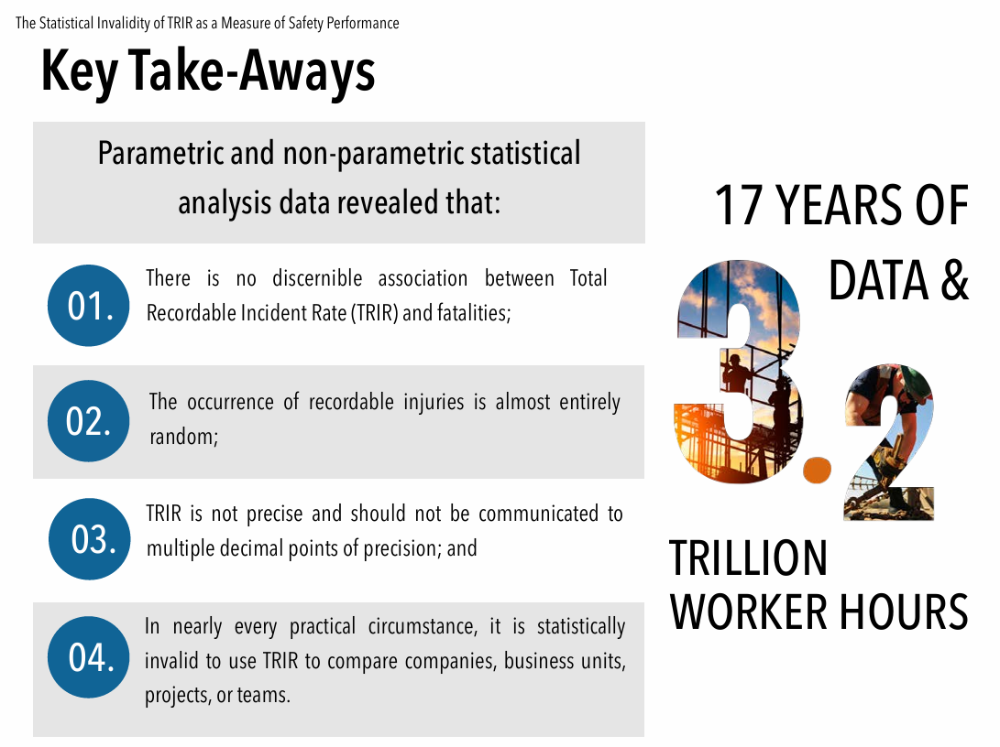 The Statistical Invalidity of TRIR as a Measure of Safety Performance
Key Take-Aways
Parametric and non-parametric statistical
analysis data revealed that:
01.
There is no discernible association between Total
Recordable Incident Rate (TRIR) and fatalities;
02.
The occurrence of recordable injuries is almost entirely
random;
03.
TRIR is not precise and should not be communicated to
multiple decimal points of precision; and
04.
In nearly every practical circumstance, it is statistically
invalid to use TRIR to compare companies, business units,
projects, or teams.
17 YEARS OF
DATA &
3.2
TRILLION
WORKER HOURS